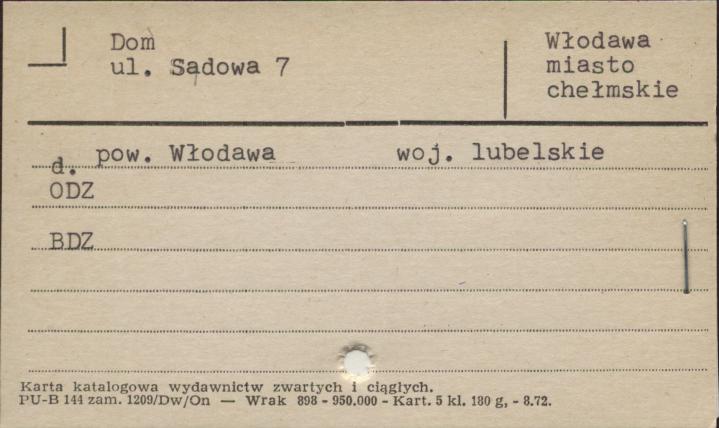 Dom
ul. Sądowa 7
Włodawa
miasto
chełmskie
d. pow. Włodawa woj. lubelskie
ODZ
BDZ
Karta katalogowa wydawnictw zwartych i ciągłych.
PU-B 144 zam. 1209/Dw/On — Wrak 898 - 950.000 - Kart. 5 kl. 180 g, - 8.72.